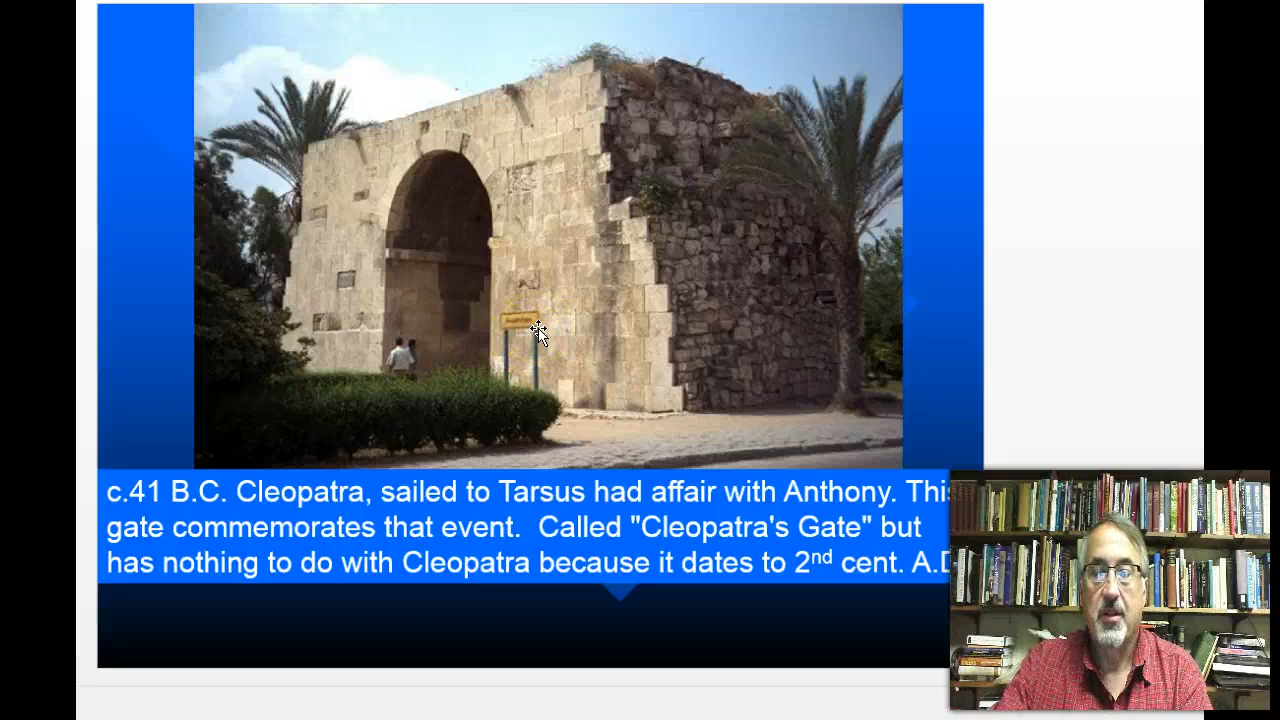 c.41 B.C. Cleopatra, sailed to Tarsus had affair with Anthony. This
gate commemorates that event. Called "Cleopatra's Gate" but
has nothing to do with Cleopatra because it dates to 2nd cent. A.D